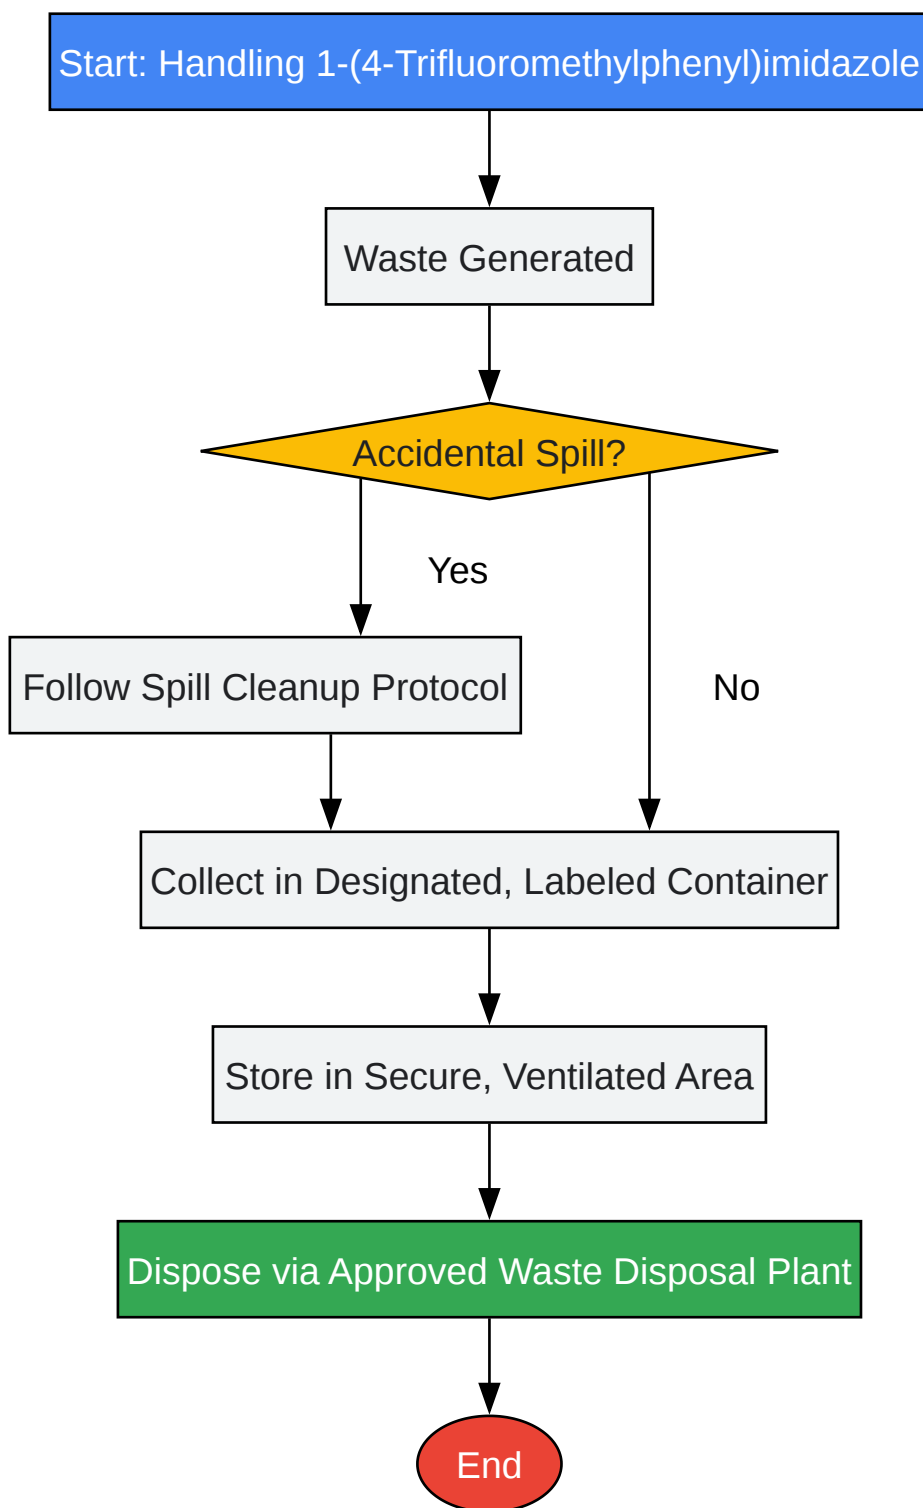 Start: Handling 1-(4-Trifluoromethylphenyl)imidazole
Waste Generated
Accidental Spill?
Yes
Follow Spill Cleanup Protocol
No
Collect in Designated, Labeled Container
Store in Secure, Ventilated Area
Dispose via Approved Waste Disposal Plant
End